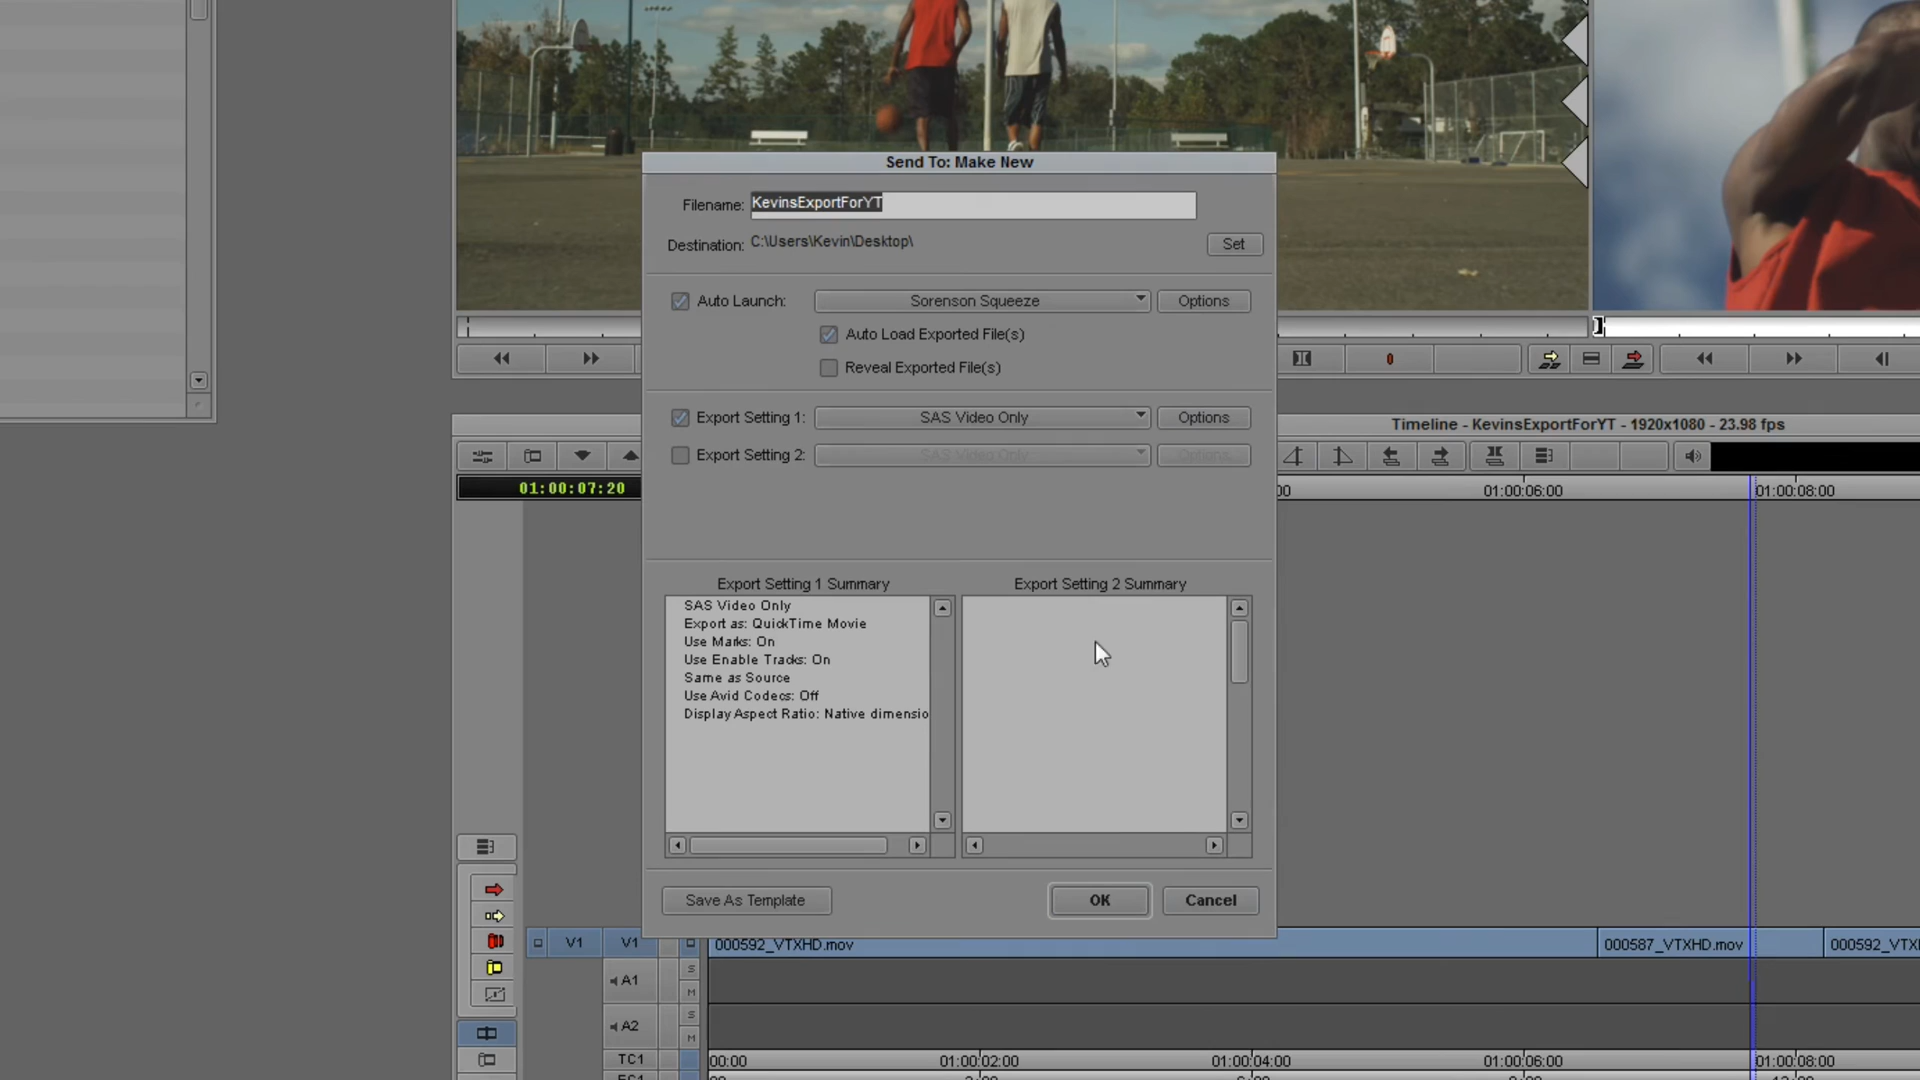 Send To: Make New
Filename: KevinsExportForYT
Destination: C:\Users\Kevin\Desktop\
Set
Auto Launch: Sorenson Squeeze Options
Auto Load Exported File(s)
Reveal Exported File(s)
Export Setting 1: SAS Video Only Options
Timeline - KevinsExportForYT - 1920x1080 - 23.98 fps
Export Setting 2: SAS Video Only Options
01:00:07:20
00 01:00:06:00 01:00:08:00
Export Setting 1 Summary Export Setting 2 Summary
SAS Video Only
Export as: QuickTime Movie
Use Marks: On
Use Enable Tracks: On
Same as Source
Use Avid Codecs: Off
Display Aspect Ratio: Native dimensio
Save As Template OK Cancel
V1 V1 000592_VTXHD.mov 000587_VTXHD.mov 000592_VTXH
S
A1
M
S
A2
M
TC1 00:00 01:00:02:00 01:00:04:00 01:00:06:00 01:00:08:00